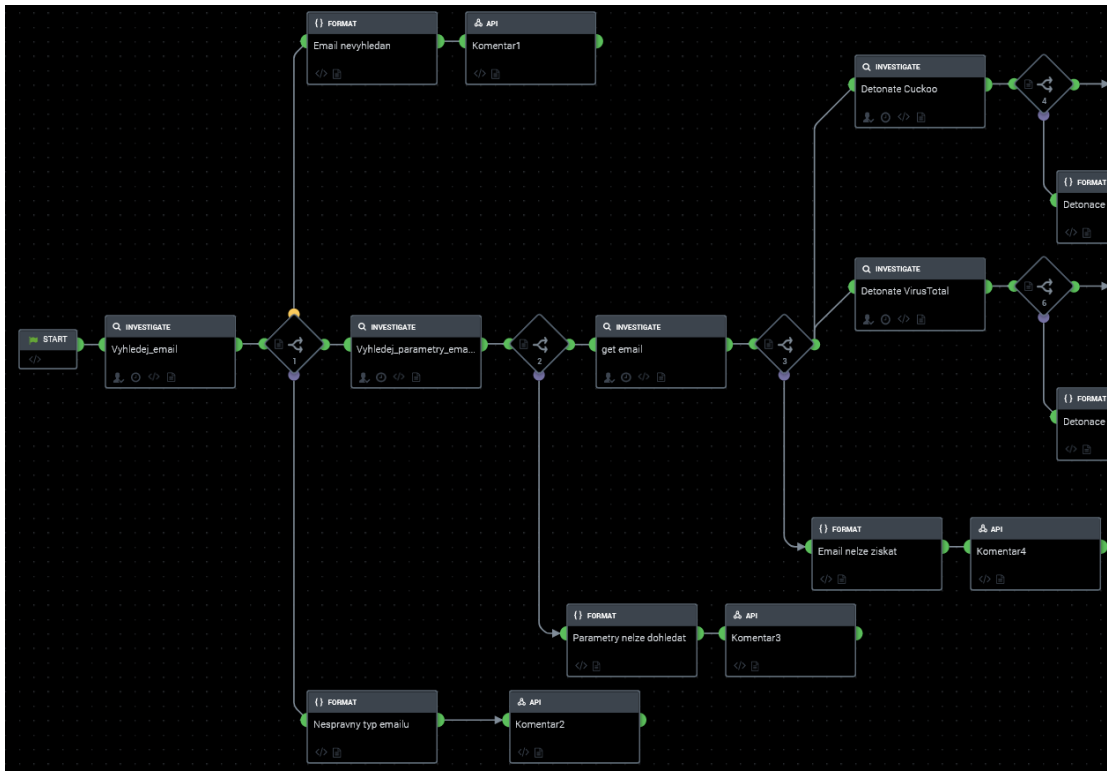 {} FORMAT
Email nevyhledan
API
Komentar1
INVESTIGATE
Detonate Cuckoo
4
{} FORMAT
Detonace
INVESTIGATE
Detonate VirusTotal
6
{} FORMAT
Detonace
START
</>
INVESTIGATE
Vyhledej_email
1
INVESTIGATE
Vyhledej_parametry_ema...
2
INVESTIGATE
get email
3
{} FORMAT
Email nelze ziskat
API
Komentar4
{} FORMAT
Parametry nelze dohledat
API
Komentar3
{} FORMAT
Nespravny typ emailu
API
Komentar2